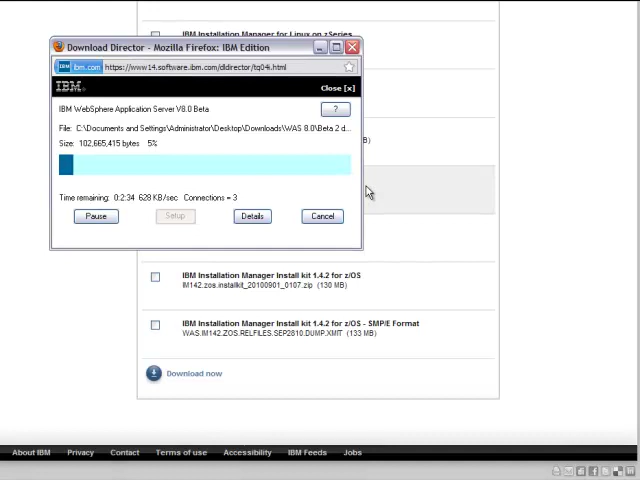 IBM Installation Manager for Linux on zSeries
Download Director - Mozilla Firefox: IBM Edition
IBM ibm.com https://www14.software.ibm.com/dldirector/tq04i.html
IBM Close [x]
IBM WebSphere Application Server V8.0 Beta ?
File: C:\Documents and Settings\Administrator\Desktop\Downloads\WAS 8.0\Beta 2 d...
B)
Size: 102,665,415 bytes 5%
Time remaining: 0:2:34 628 KB/sec Connections = 3
Pause Setup Details Cancel
IBM Installation Manager Install kit 1.4.2 for z/OS
IM142.zos.installkit_20100901_0107.zip (130 MB)
IBM Installation Manager Install kit 1.4.2 for z/OS - SMP/E Format
WAS.IM142.ZOS.RELFILES.SEP2810.DUMP.XMIT (133 MB)
Download now
About IBM Privacy Contact Terms of use Accessibility IBM Feeds Jobs